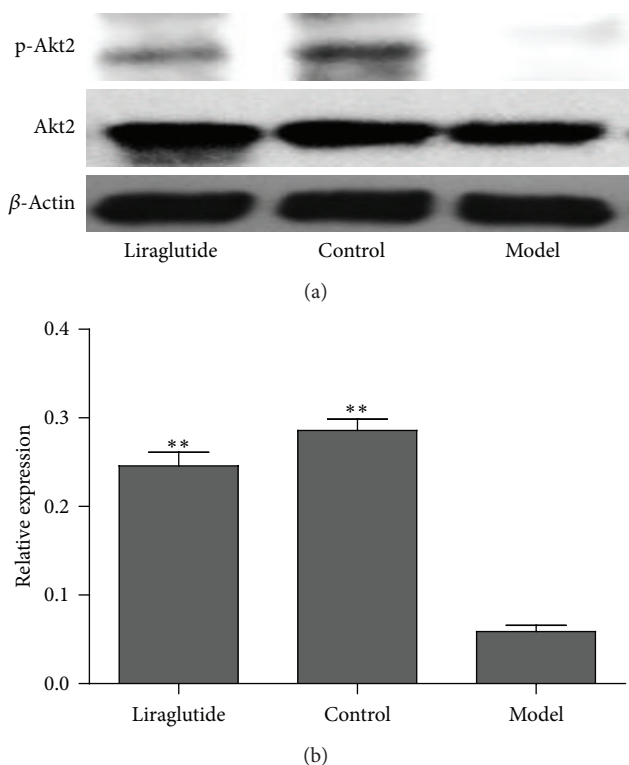 p-Akt2
Akt2
β-Actin
Liraglutide Control Model
(a)
0.4
0.3
0.2
0.1
0.0
Relative expression
**
**
Liraglutide Control Model
(b)